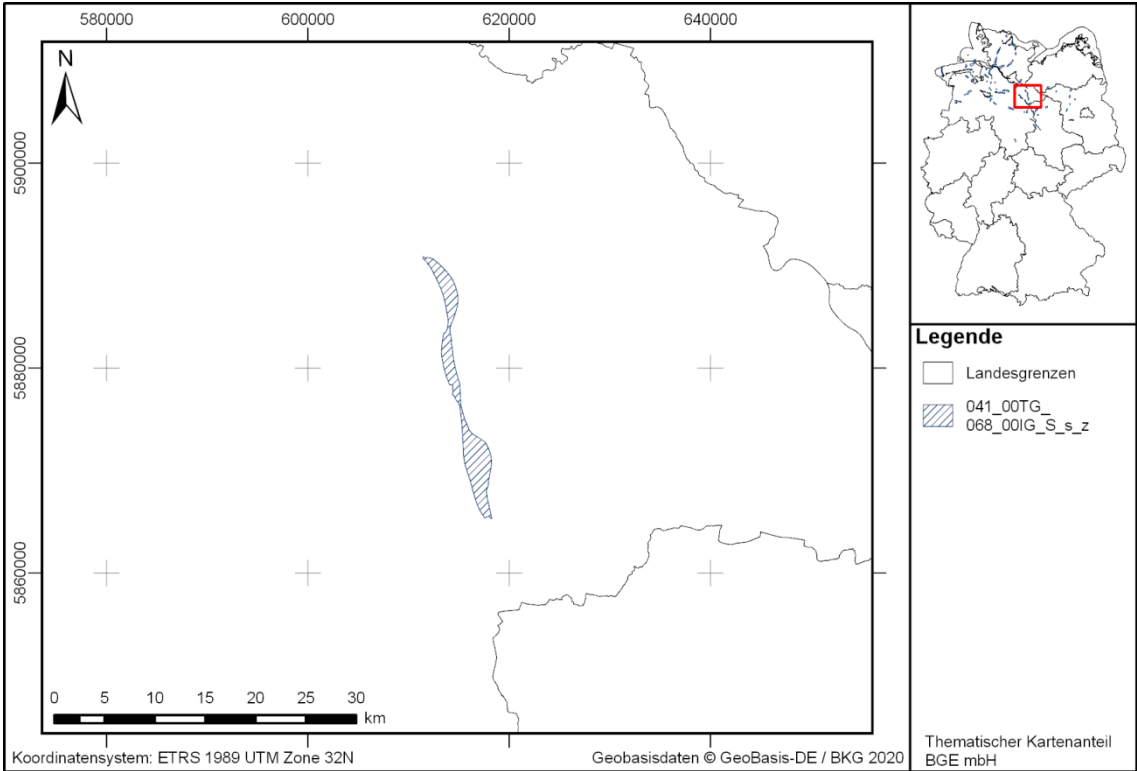 580000 600000 620000 640000
N
5900000
5880000
5860000
0 5 10 15 20 25 30
km
Koordinatensystem: ETRS 1989 UTM Zone 32N
Geobasisdaten © GeoBasis-DE / BKG 2020
Legende
Landesgrenzen
041_00TG_
068_00IG_S_s_z
Thematischer Kartenanteil
BGE mbH